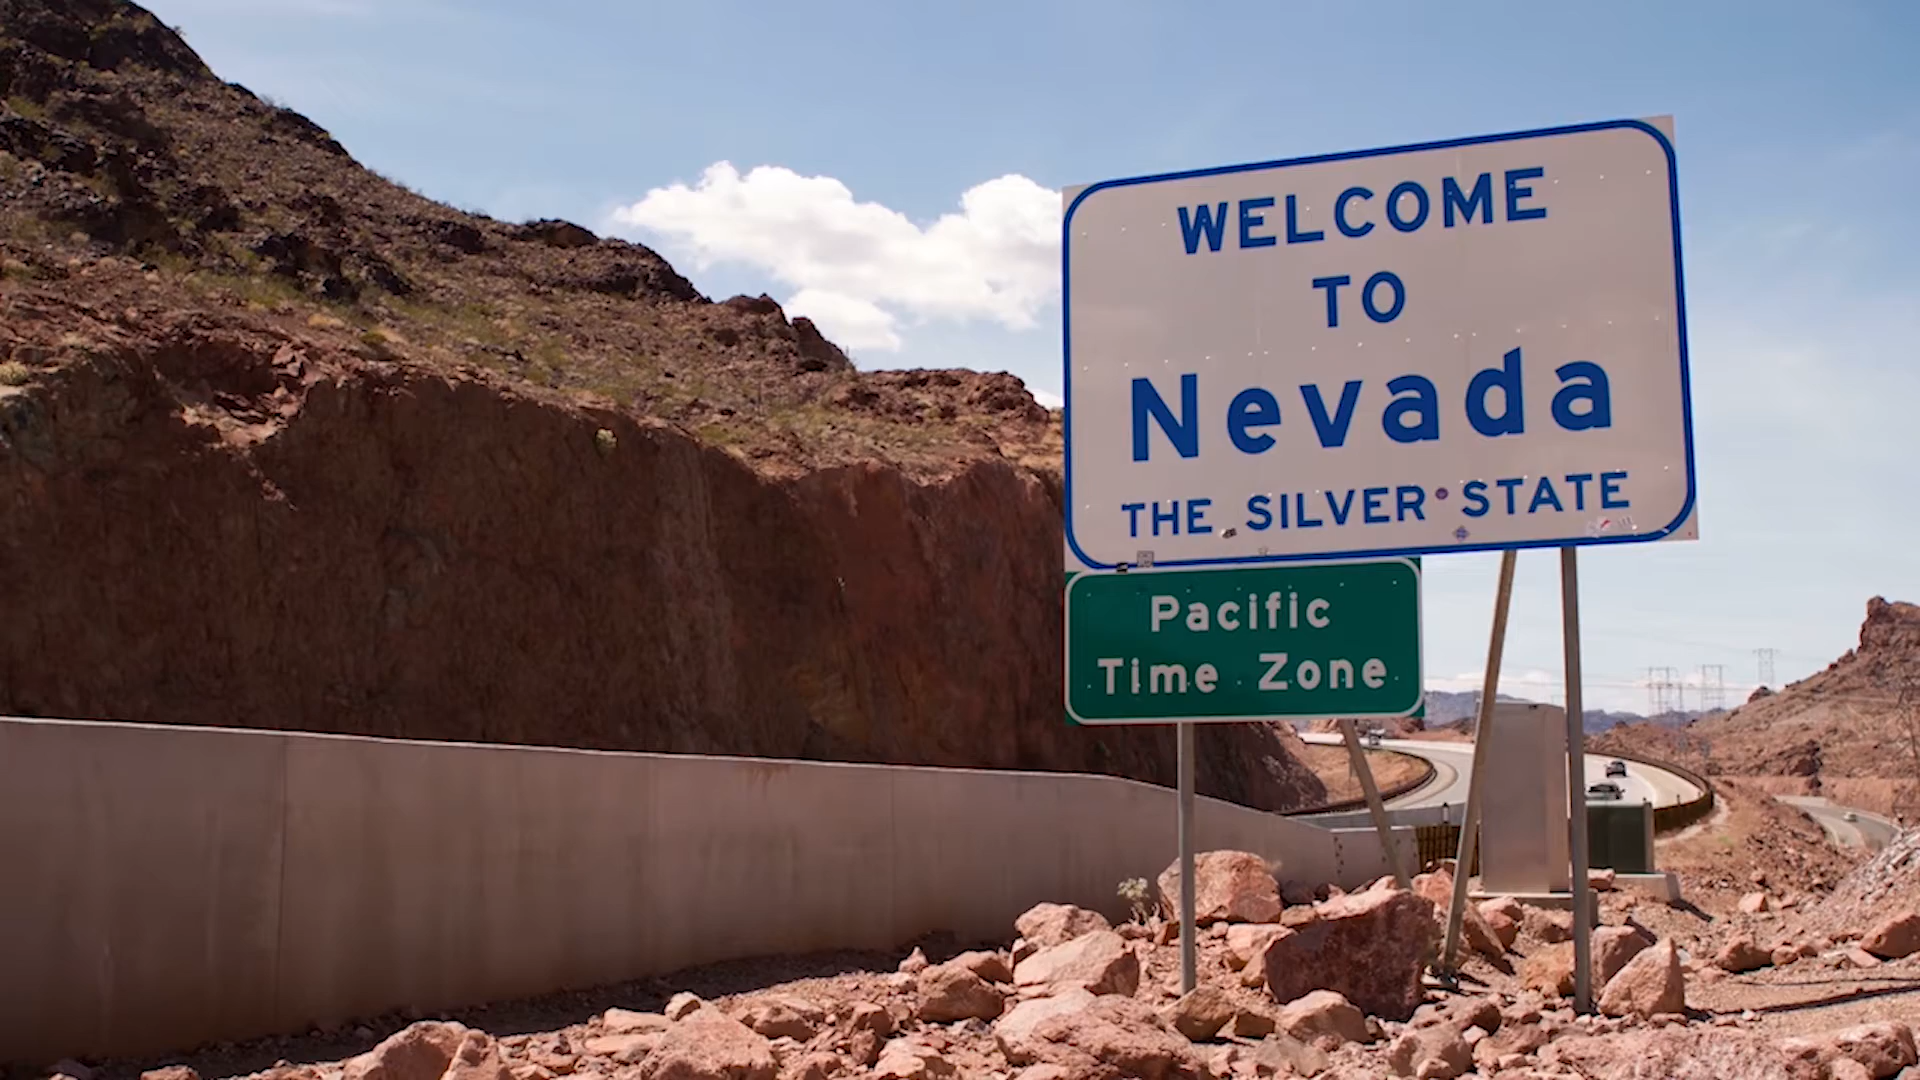 WELCOME
TO
Nevada
THE SILVER STATE
Pacific
Time Zone